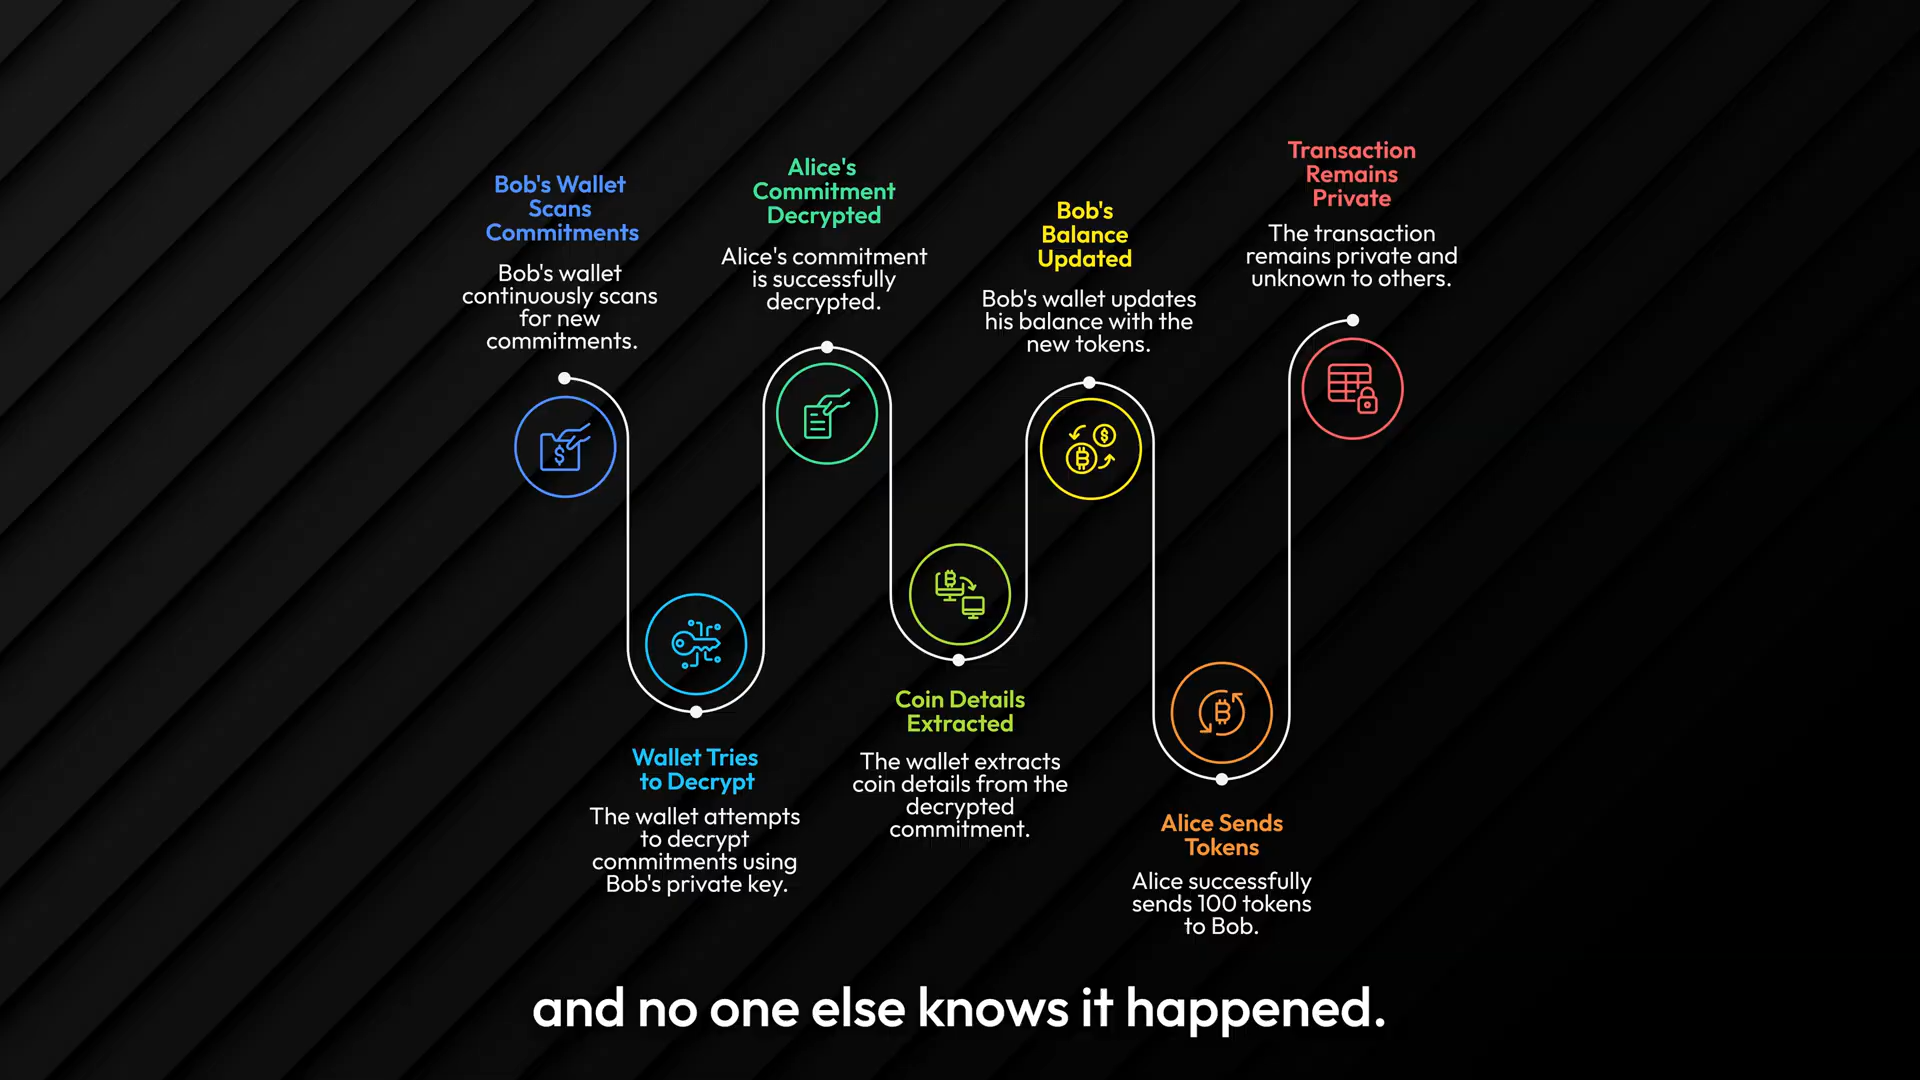 Bob's Wallet
Scans
Commitments
Bob's wallet
continuously scans
for new
commitments.
Wallet Tries
to Decrypt
The wallet attempts
to decrypt
commitments using
Bob's private key.
Alice's
Commitment
Decrypted
Alice's commitment
is successfully
decrypted.
Coin Details
Extracted
The wallet extracts
coin details from the
decrypted
commitment.
Bob's
Balance
Updated
Bob's wallet updates
his balance with the
new tokens.
Alice Sends
Tokens
Alice successfully
sends 100 tokens
to Bob.
Transaction
Remains
Private
The transaction
remains private and
unknown to others.
and no one else knows it happened.